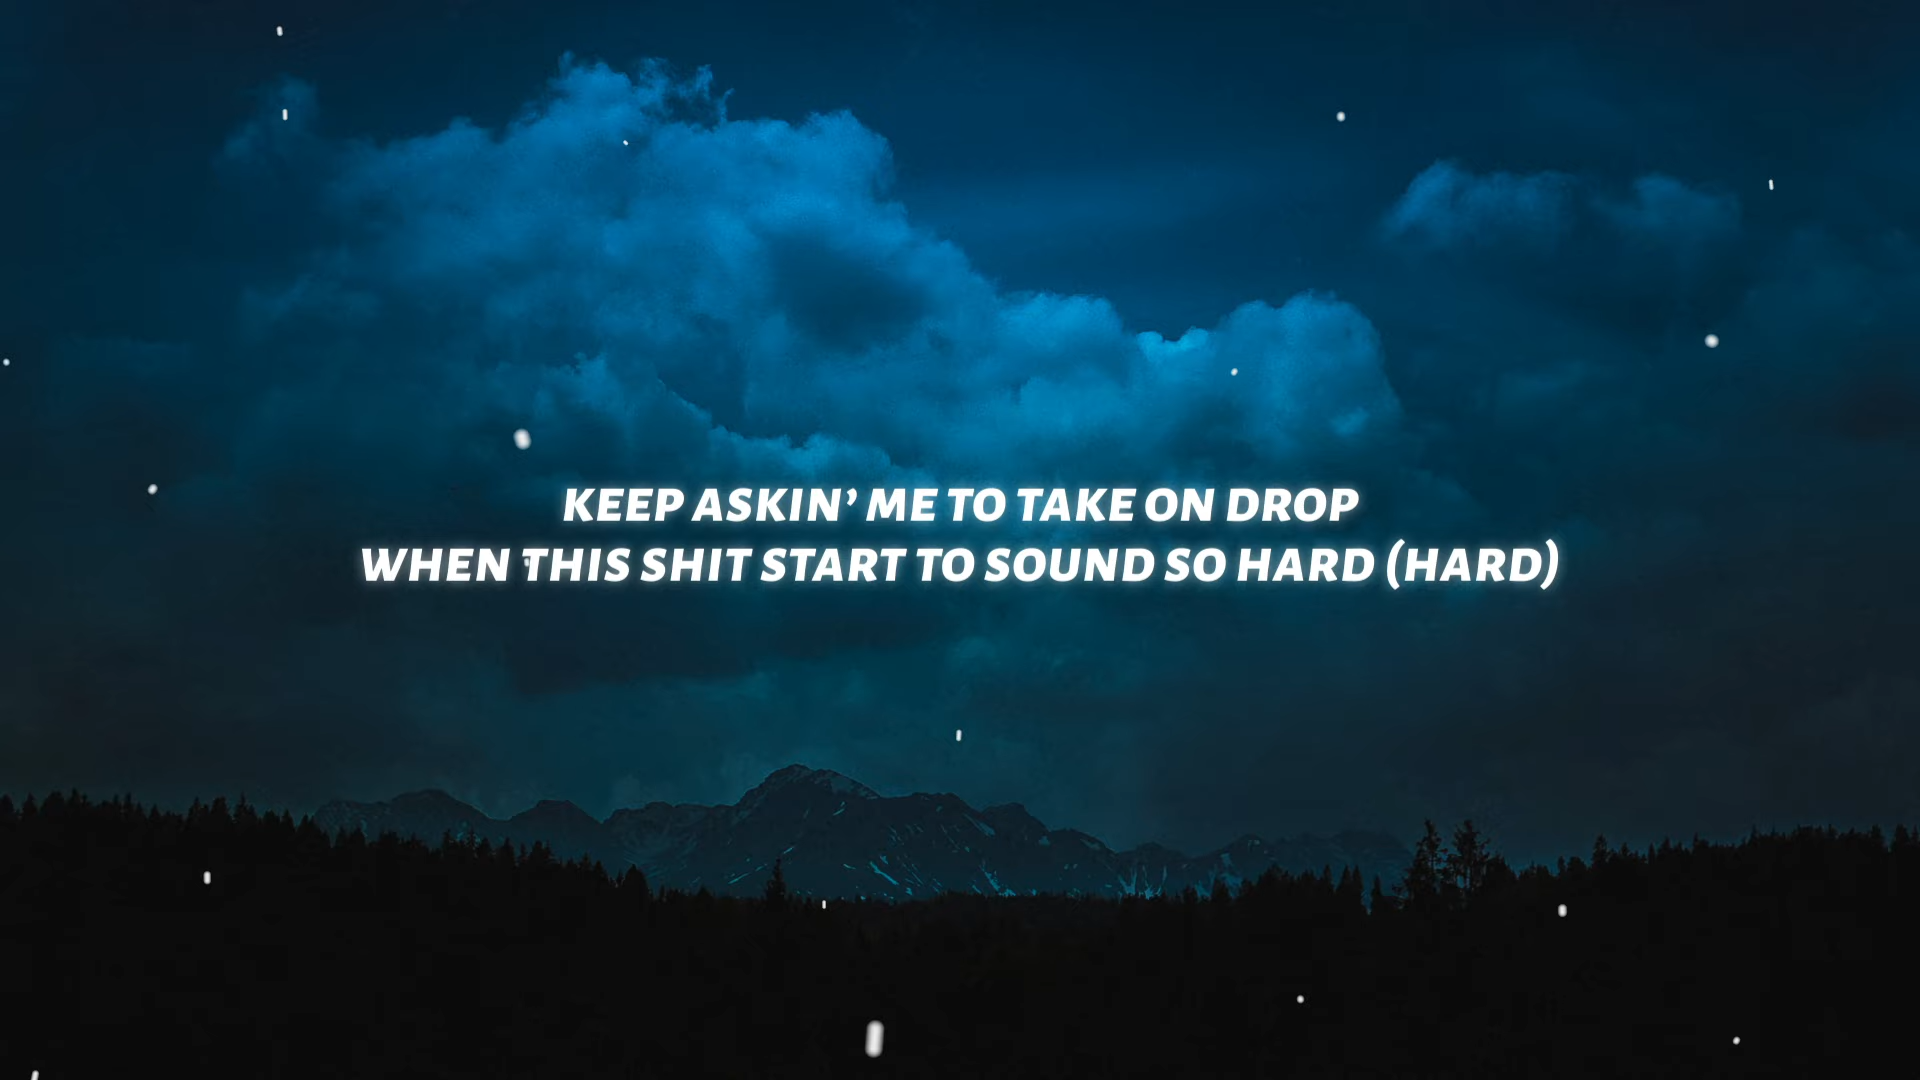 KEEP ASKIN’ ME TO TAKE ON DROP
WHEN THIS SHIT START TO SOUND SO HARD (HARD)